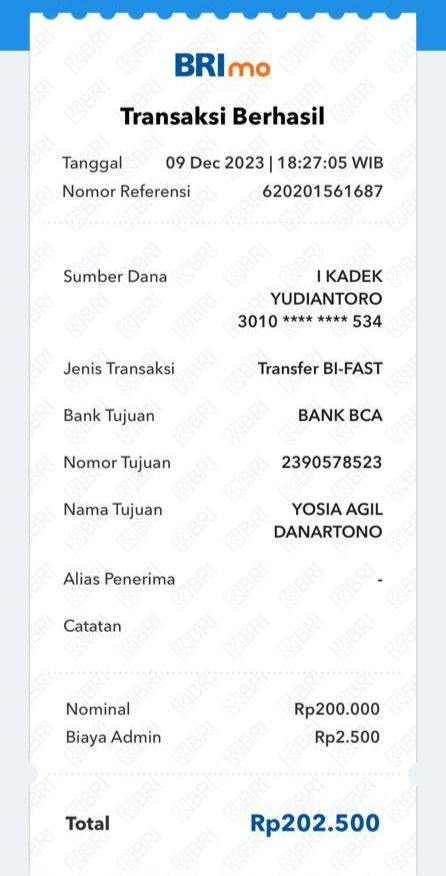 BRImo
Transaksi Berhasil
Tanggal 09 Dec 2023 | 18:27:05 WIB
Nomor Referensi 620201561687
Sumber Dana I KADEK
YUDIANTORO
3010 **** **** 534
Jenis Transaksi Transfer BI-FAST
Bank Tujuan BANK BCA
Nomor Tujuan 2390578523
Nama Tujuan YOSIA AGIL
DANARTONO
Alias Penerima -
Catatan
Nominal Rp200.000
Biaya Admin Rp2.500
Total Rp202.500